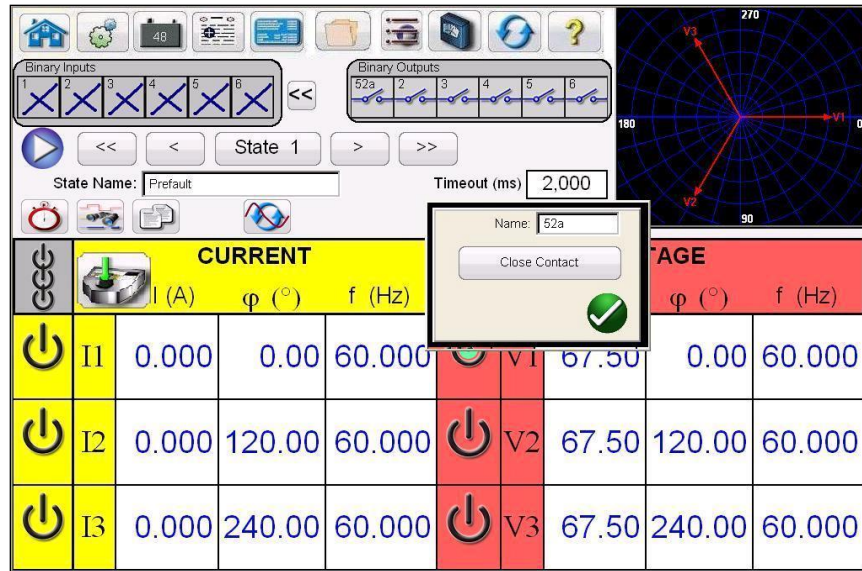 48
270
V3
180
V1
0
V2
90
Binary Inputs
1 2 3 4 5 6
<<
Binary Outputs
52a 2 3 4 5 6
<< < State 1 > >>
State Name: Prefault
Timeout (ms) 2,000
Name: 52a
Close Contact
CURRENT
I (A) φ (°) f (Hz)
TAGE
φ (°) f (Hz)
I1 0.000 0.00 60.000 V1 67.50 0.00 60.000
I2 0.000 120.00 60.000 V2 67.50 120.00 60.000
I3 0.000 240.00 60.000 V3 67.50 240.00 60.000